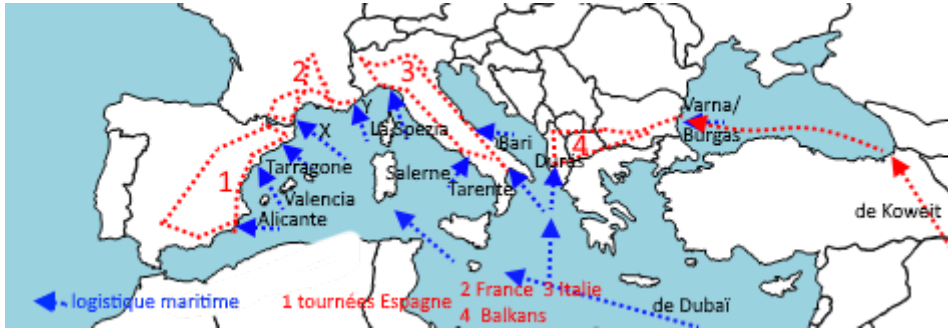 2
3
Varna/
Burgas
X
Y
La Spezia
Bari
4
Duras
Tarragone
1
Salerne
Tarente
Valencia
Alicante
de Koweit
logistique maritime
1 tournées Espagne
2 France 3 Italie
4 Balkans
de Dubaï